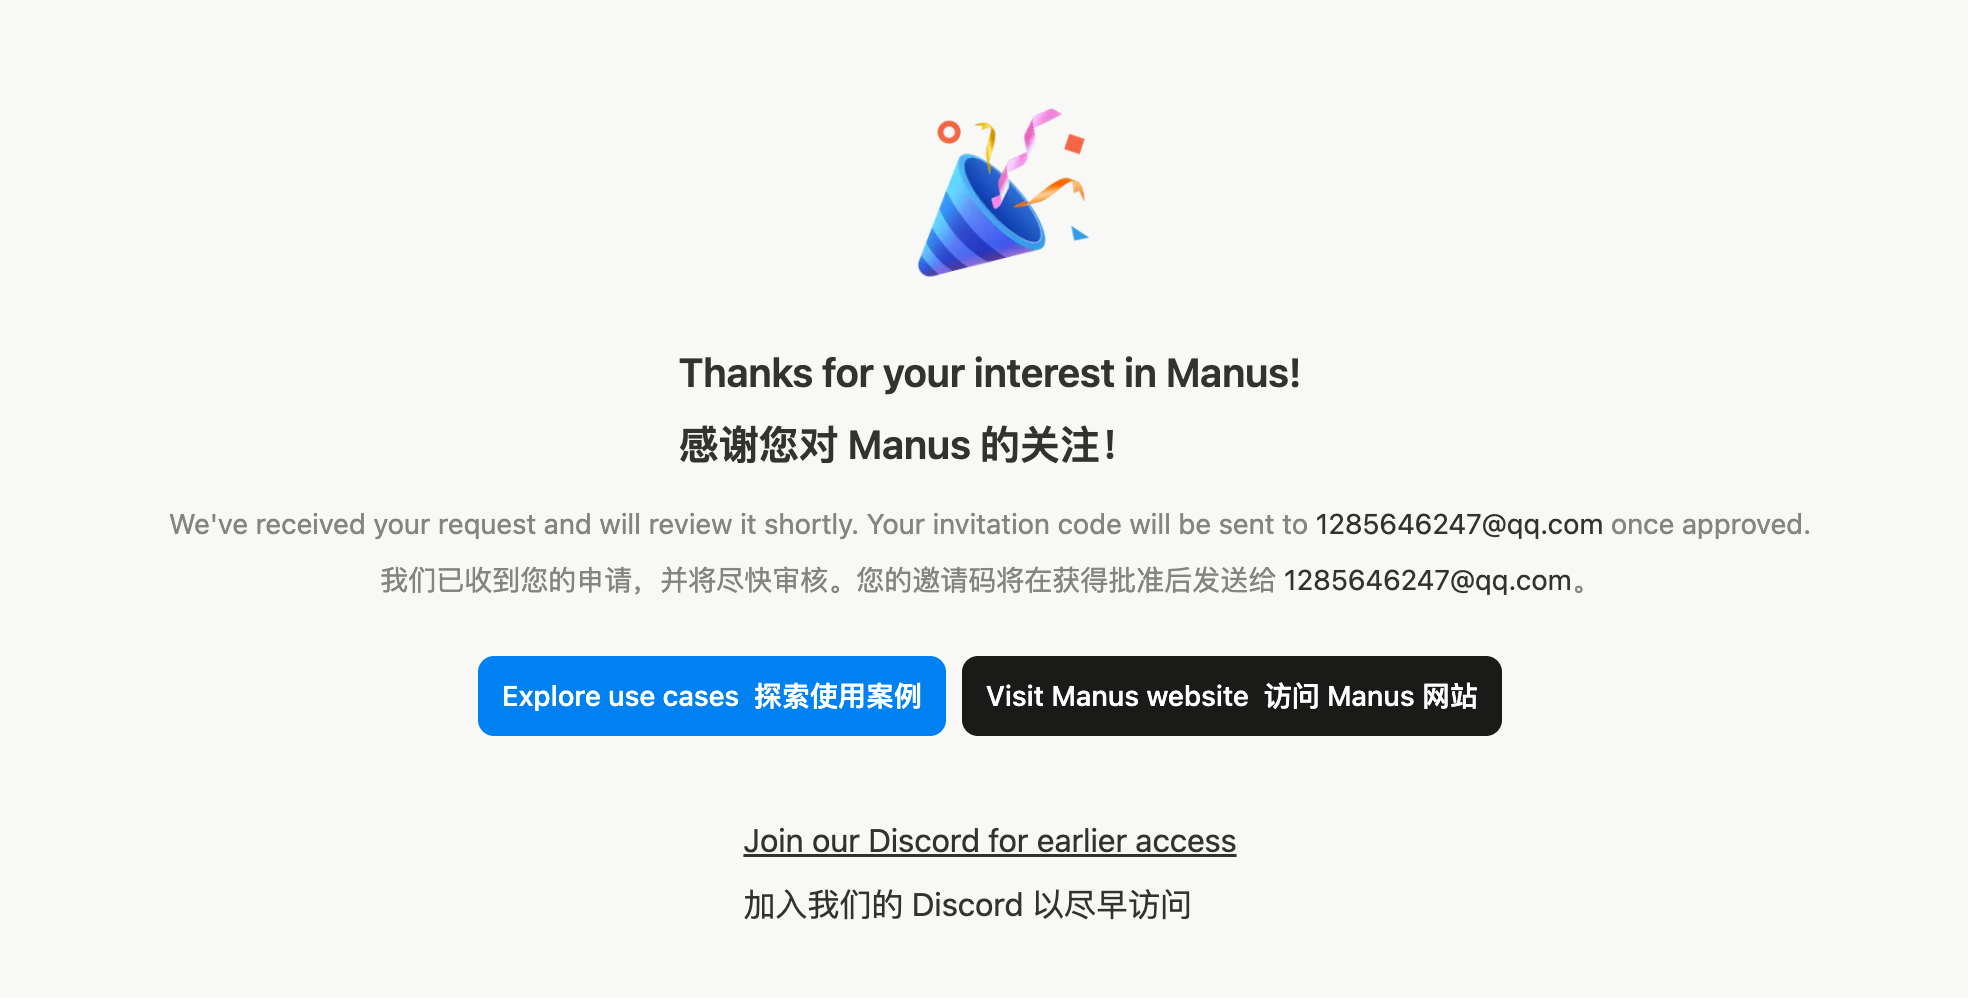 Thanks for your interest in Manus!
感谢您对 Manus 的关注！
We've received your request and will review it shortly. Your invitation code will be sent to 1285646247@qq.com once approved.
我们已收到您的申请，并将尽快审核。您的邀请码将在获得批准后发送给 1285646247@qq.com。
Explore use cases 探索使用案例
Visit Manus website 访问 Manus 网站
Join our Discord for earlier access
加入我们的 Discord 以尽早访问